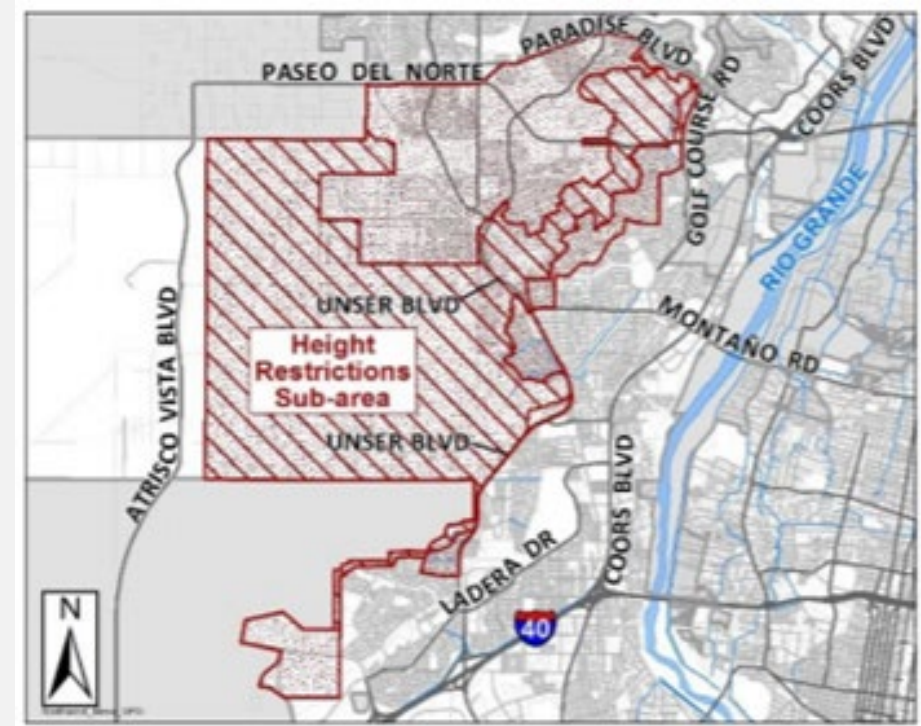 PARADISE BLVD
PASEO DEL NORTE
GOLF COURSE RD
COORS BLVD
RIO GRANDE
UNSER BLVD
MONTAÑO RD
Height
Restrictions
Sub-area
ATRISCO VISTA BLVD
UNSER BLVD
COORS BLVD
LADERA DR
40
N